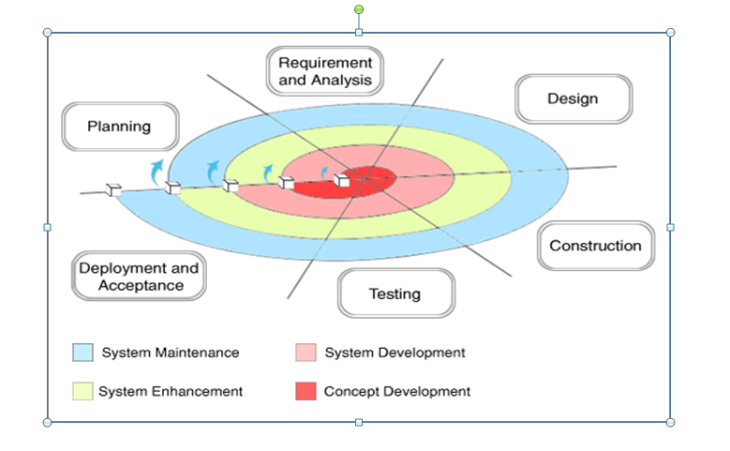 Requirement
and Analysis
Design
Planning
Construction
Deployment and
Acceptance
Testing
System Maintenance
System Development
System Enhancement
Concept Development